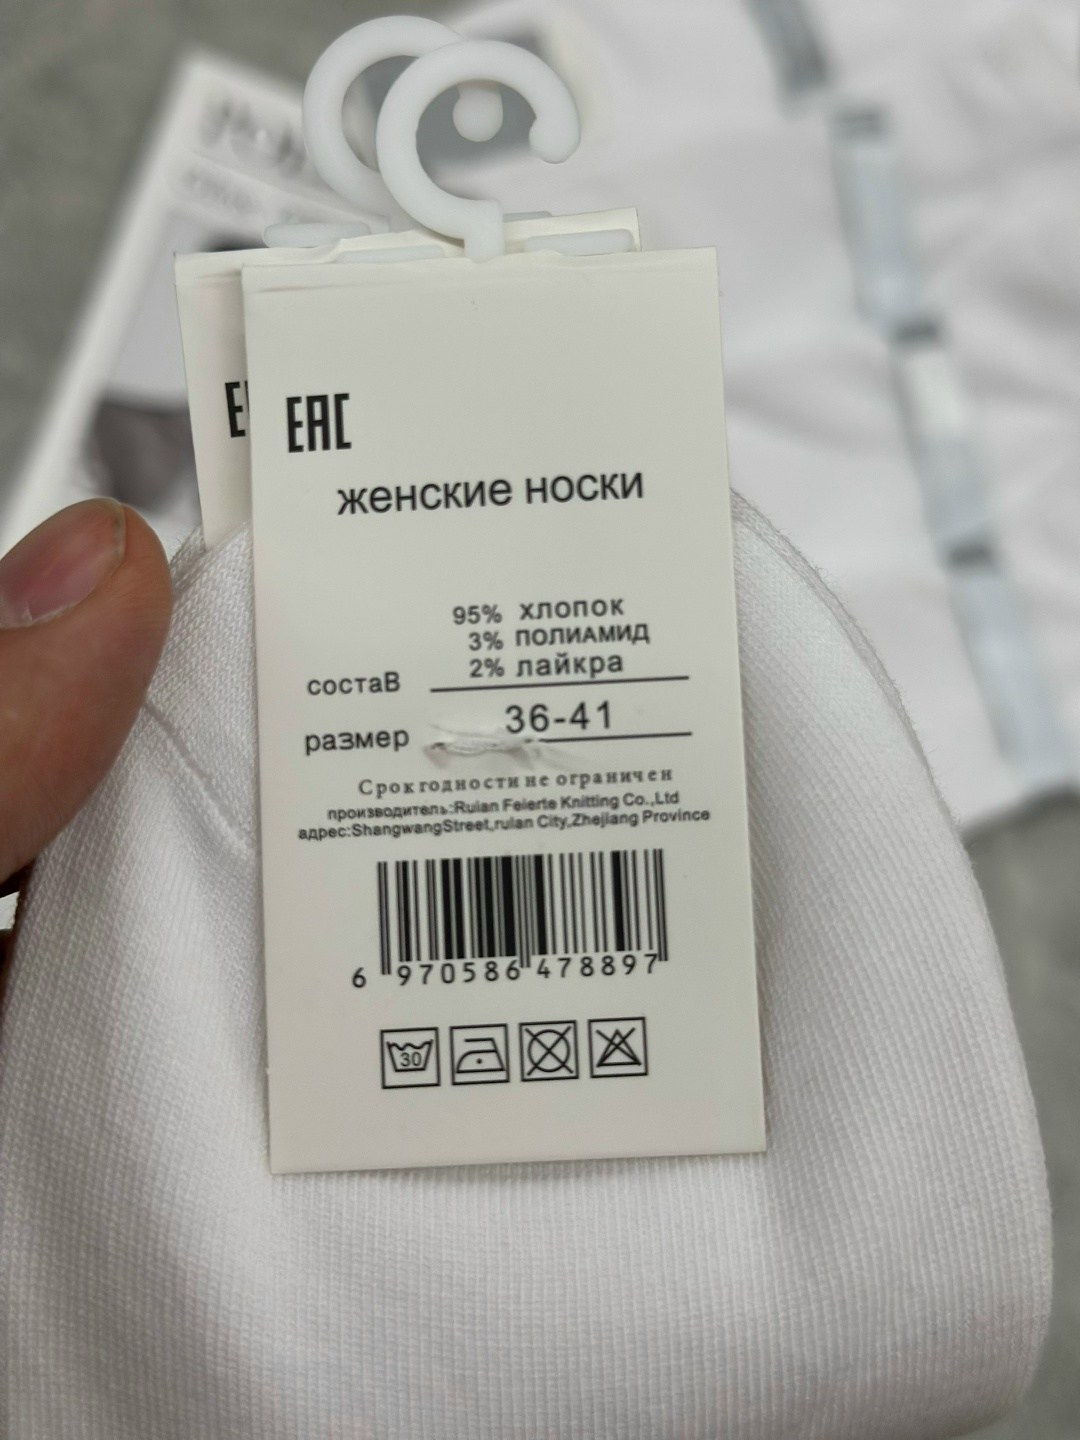 EAC
женские носки
95% хлопок
3% полиамид
состаВ 2% лайкра
размер 36-41
Срок годности не ограничен
производитель:Ruian Feierte Knitting Co.,Ltd
адрес:ShangwangStreet,ruian City,Zhejiang Province
6 970586 478897
30